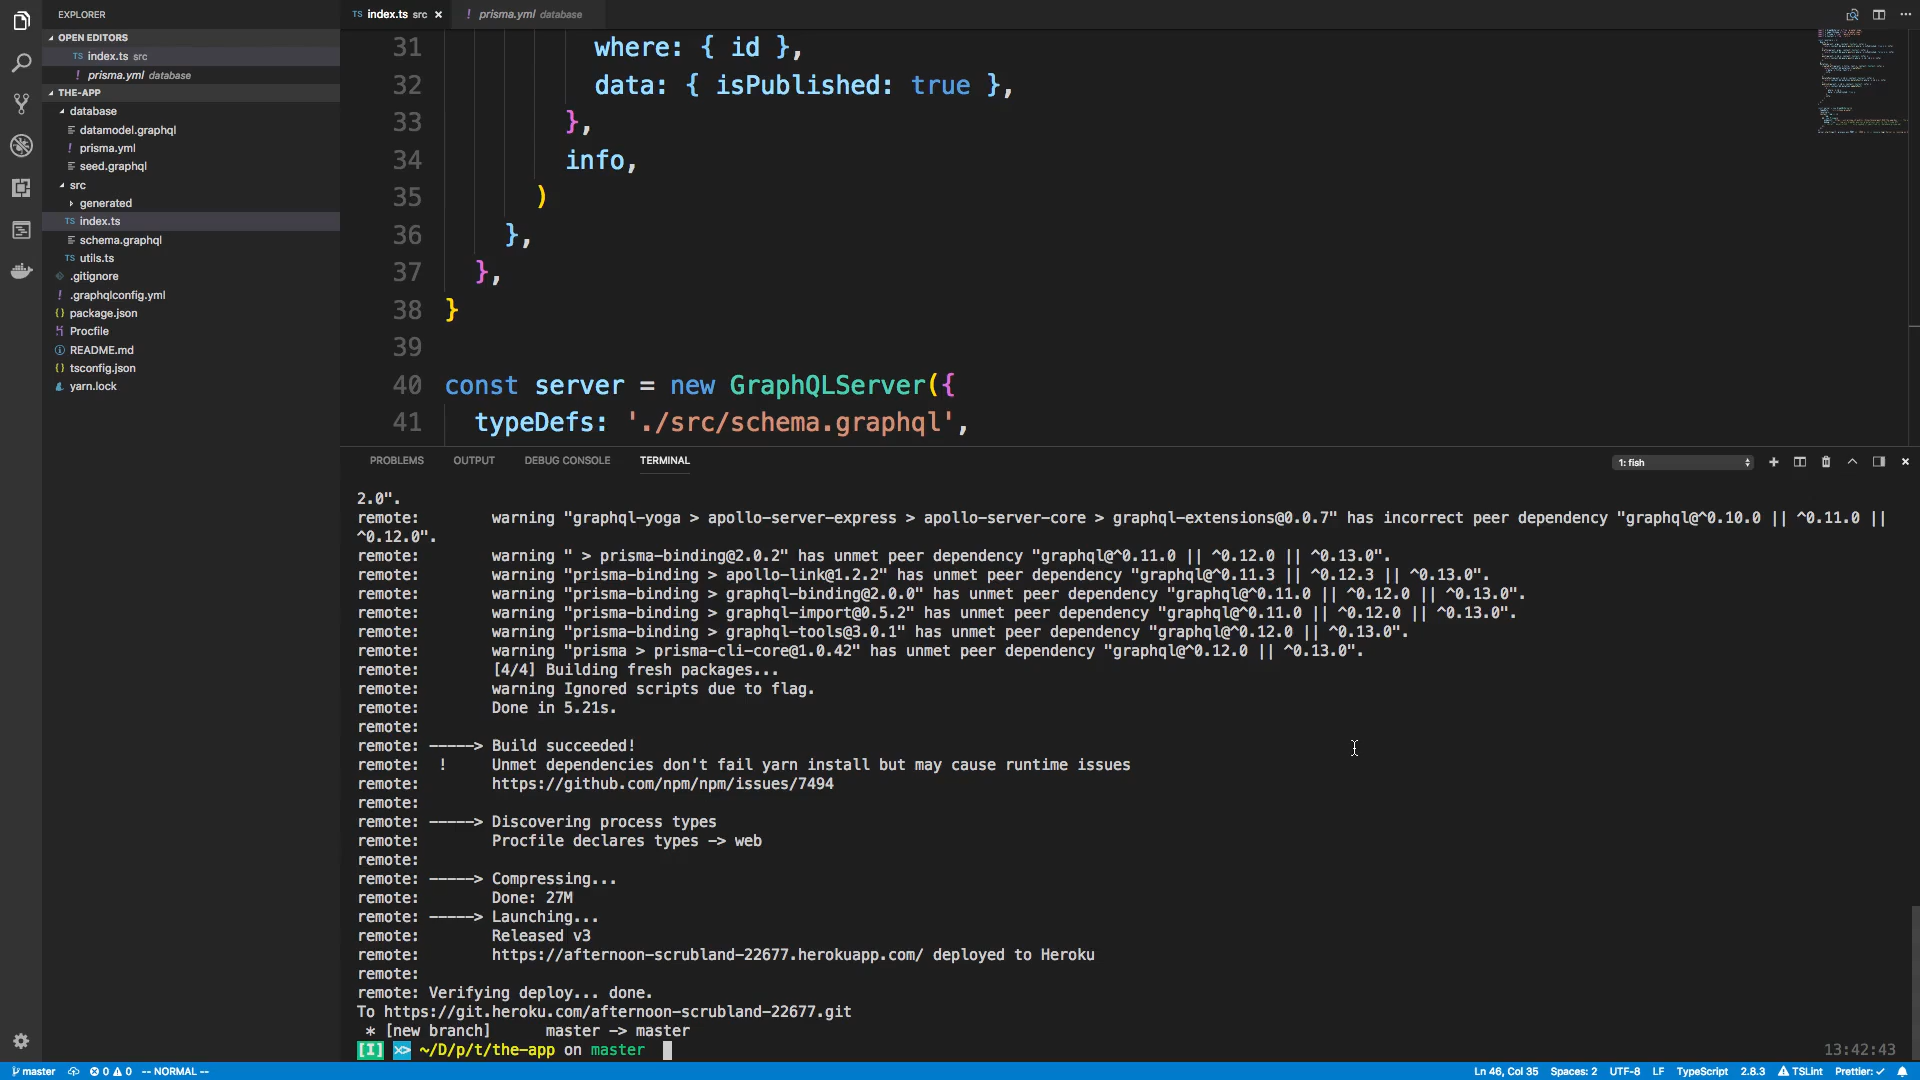 EXPLORER
OPEN EDITORS
TS index.ts src
! prisma.yml database
THE-APP
database
datamodel.graphql
! prisma.yml
seed.graphql
src
generated
TS index.ts
schema.graphql
TS utils.ts
.gitignore
! .graphqlconfig.yml
{} package.json
Procfile
README.md
{} tsconfig.json
yarn.lock
TS index.ts src ×
! prisma.yml database
31 where: { id },
32 data: { isPublished: true },
33 },
34 info,
35 )
36 },
37 },
38 }
39
40 const server = new GraphQLServer({
41 typeDefs: './src/schema.graphql',
PROBLEMS OUTPUT DEBUG CONSOLE TERMINAL
1: fish
2.0".
remote: warning "graphql-yoga > apollo-server-express > apollo-server-core > graphql-extensions@0.0.7" has incorrect peer dependency "graphql@^0.10.0 || ^0.11.0 ||
^0.12.0".
remote: warning " > prisma-binding@2.0.2" has unmet peer dependency "graphql@^0.11.0 || ^0.12.0 || ^0.13.0".
remote: warning "prisma-binding > apollo-link@1.2.2" has unmet peer dependency "graphql@^0.11.3 || ^0.12.3 || ^0.13.0".
remote: warning "prisma-binding > graphql-binding@2.0.0" has unmet peer dependency "graphql@^0.11.0 || ^0.12.0 || ^0.13.0".
remote: warning "prisma-binding > graphql-import@0.5.2" has unmet peer dependency "graphql@^0.11.0 || ^0.12.0 || ^0.13.0".
remote: warning "prisma-binding > graphql-tools@3.0.1" has unmet peer dependency "graphql@^0.12.0 || ^0.13.0".
remote: warning "prisma > prisma-cli-core@1.0.42" has unmet peer dependency "graphql@^0.12.0 || ^0.13.0".
remote: [4/4] Building fresh packages...
remote: warning Ignored scripts due to flag.
remote: Done in 5.21s.
remote:
remote: -----> Build succeeded!
remote: ! Unmet dependencies don't fail yarn install but may cause runtime issues
remote: https://github.com/npm/npm/issues/7494
remote:
remote: -----> Discovering process types
remote: Procfile declares types -> web
remote:
remote: -----> Compressing...
remote: Done: 27M
remote: -----> Launching...
remote: Released v3
remote: https://afternoon-scrubland-22677.herokuapp.com/ deployed to Heroku
remote:
remote: Verifying deploy... done.
To https://git.heroku.com/afternoon-scrubland-22677.git
* [new branch] master -> master
[I] >> ~/D/p/t/the-app on master
13:42:43
master 0 0 -- NORMAL -- Ln 46, Col 35 Spaces: 2 UTF-8 LF TypeScript 2.8.3 TSLint Prettier: ✓